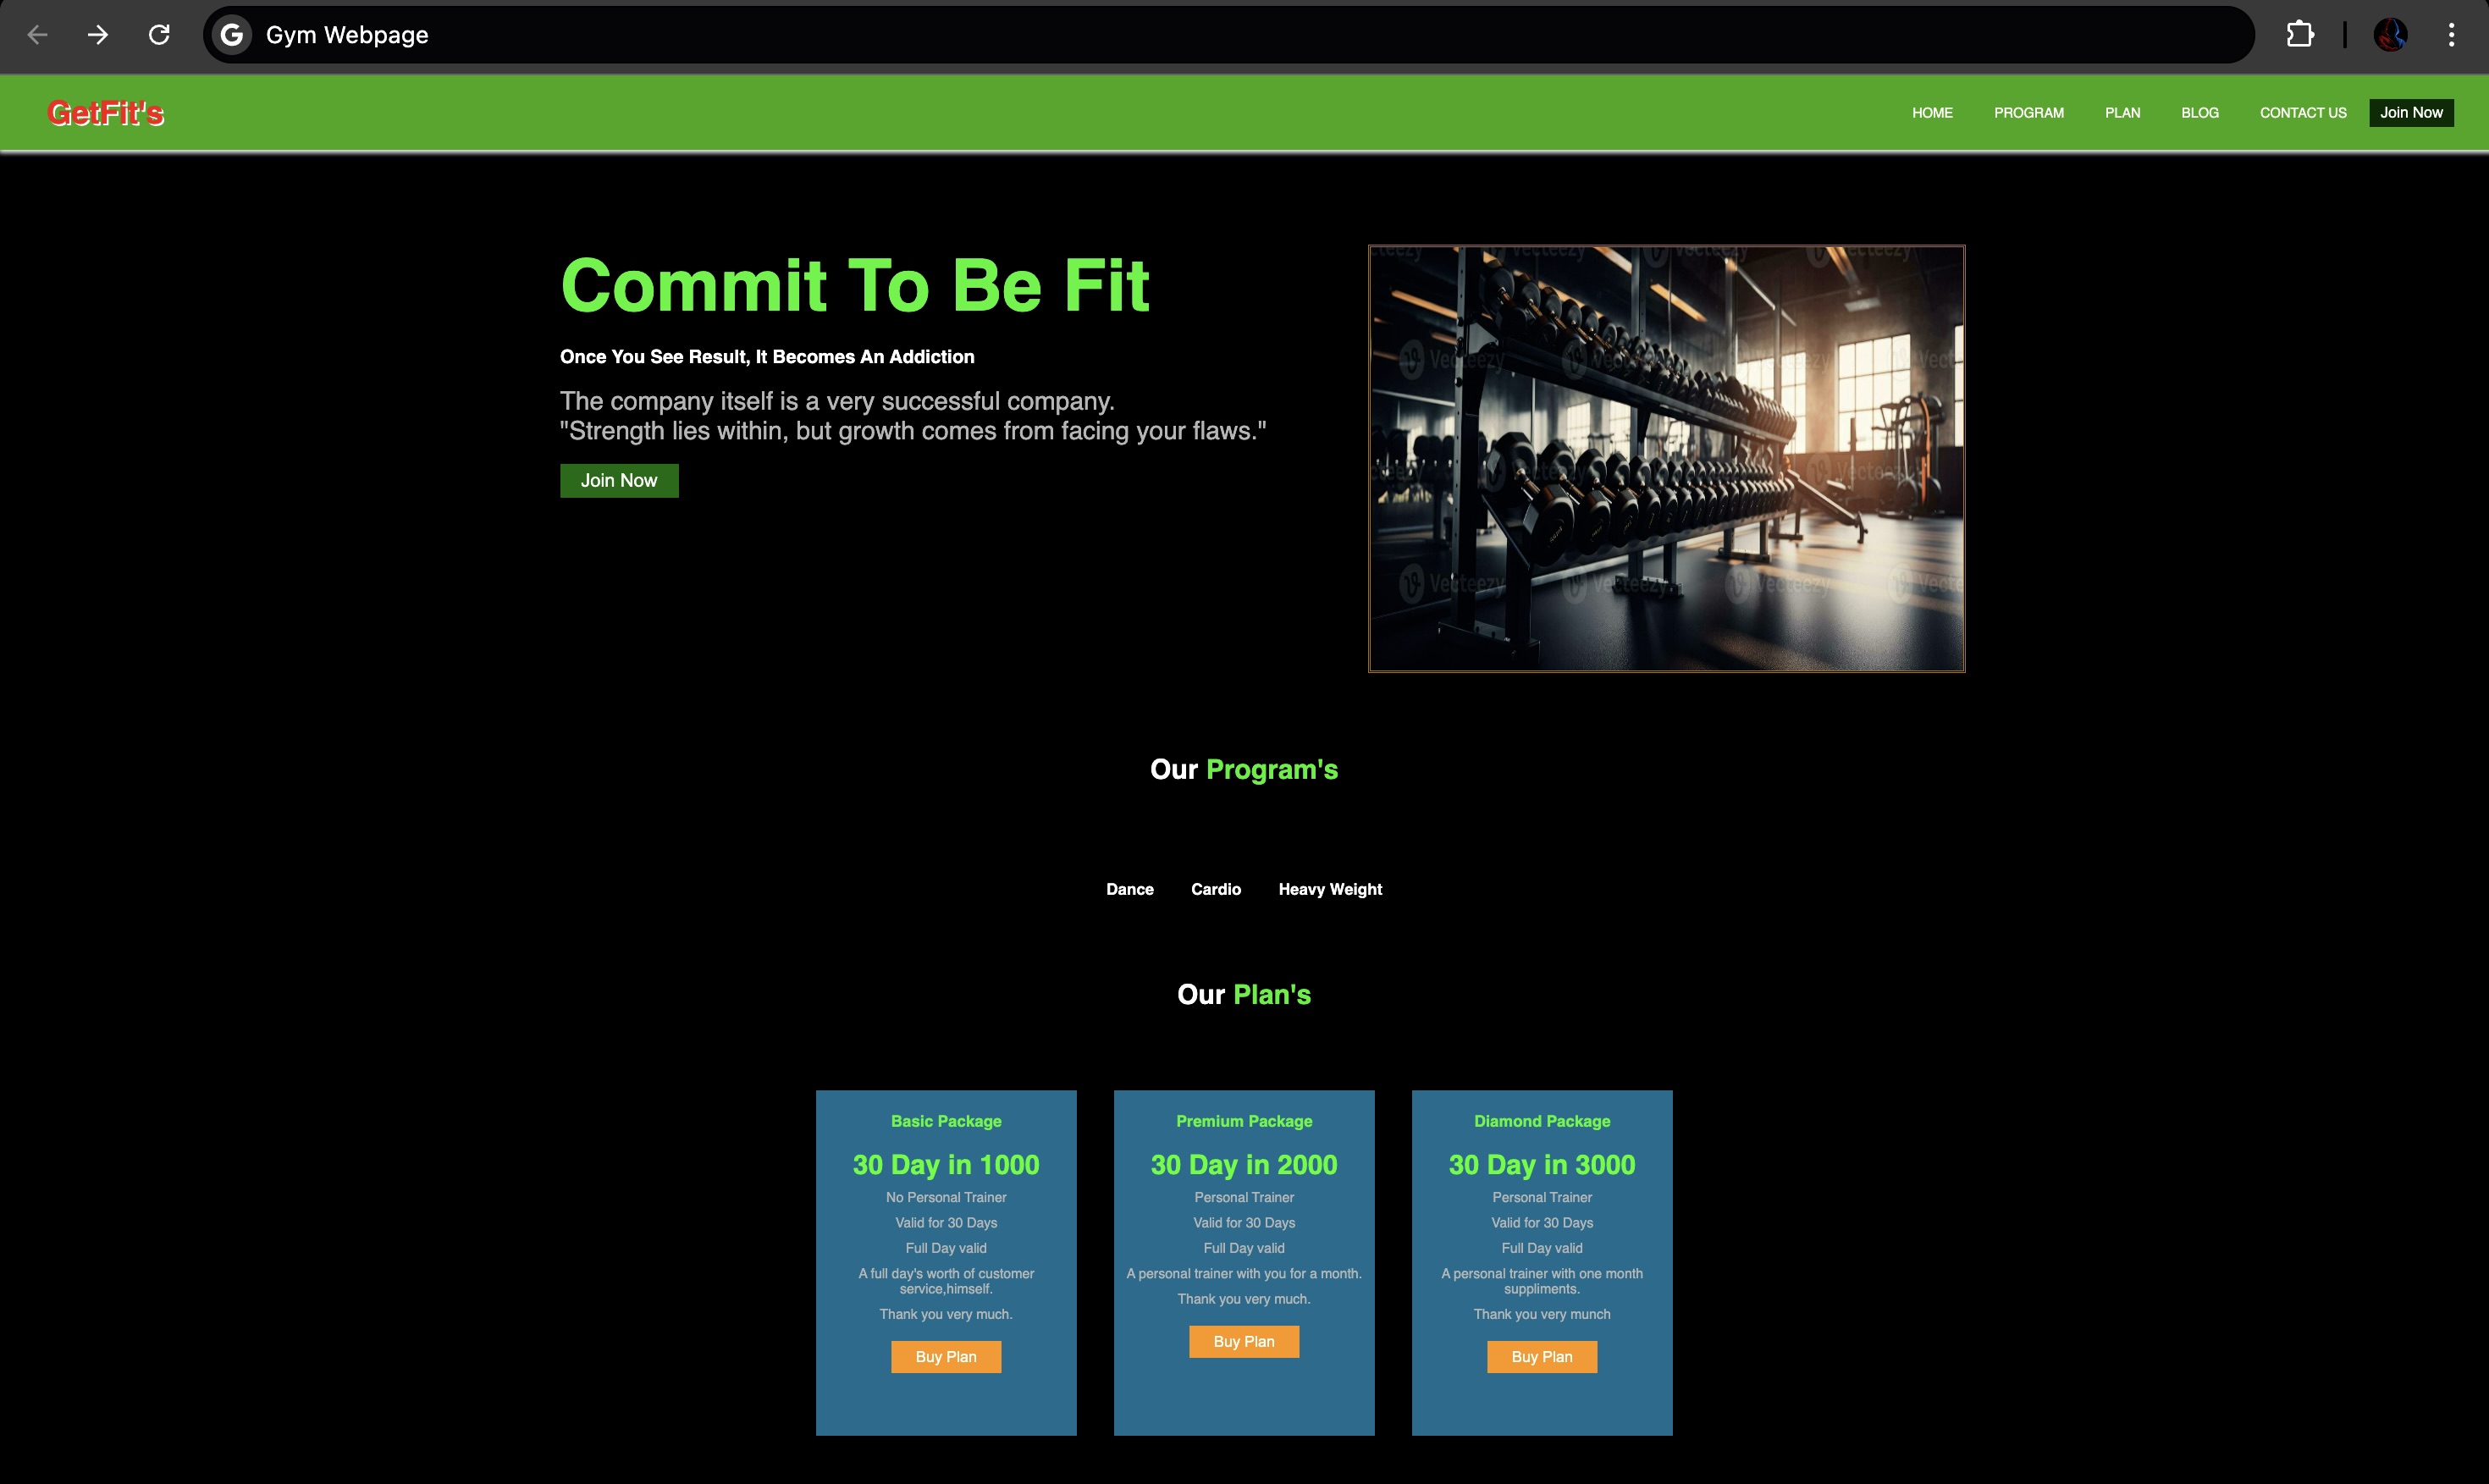 Gym Webpage
GetFit's
HOME PROGRAM PLAN BLOG CONTACT US Join Now
Commit To Be Fit
Once You See Result, It Becomes An Addiction
The company itself is a very successful company.
"Strength lies within, but growth comes from facing your flaws."
Join Now
Vecteezy
Our Program's
Dance Cardio Heavy Weight
Our Plan's
Basic Package
30 Day in 1000
No Personal Trainer
Valid for 30 Days
Full Day valid
A full day's worth of customer
service,himself.
Thank you very much.
Buy Plan
Premium Package
30 Day in 2000
Personal Trainer
Valid for 30 Days
Full Day valid
A personal trainer with you for a month.
Thank you very much.
Buy Plan
Diamond Package
30 Day in 3000
Personal Trainer
Valid for 30 Days
Full Day valid
A personal trainer with one month
suppliments.
Thank you very munch
Buy Plan